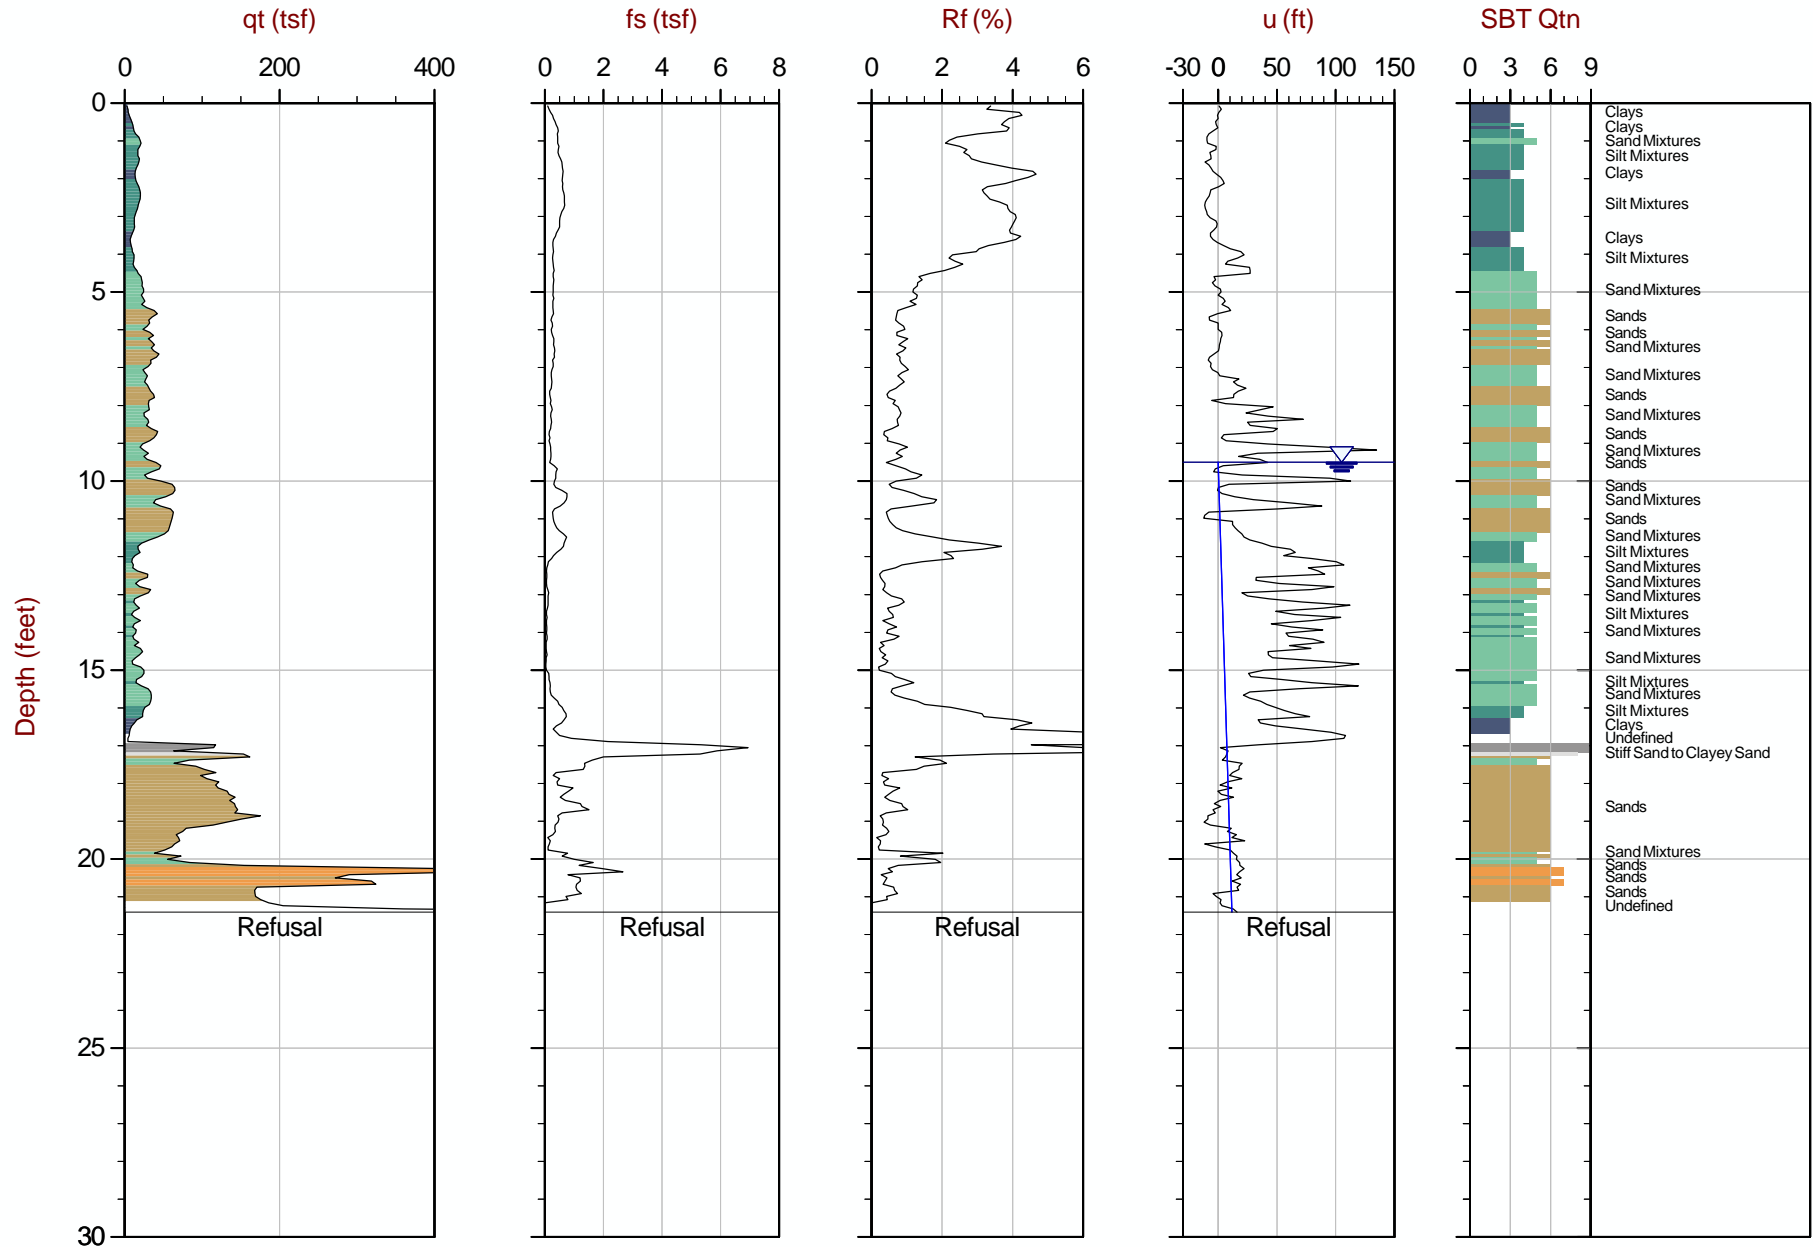 qt (tsf) fs (tsf) Rf (%) u (ft) SBT Qtn
0 200 400 0 2 4 6 8 0 2 4 6 -30 0 50 100 150 0 3 6 9
0
5
10
15
20
25
30
Depth (feet)
Clays
Clays
Sand Mixtures
Silt Mixtures
Clays
Silt Mixtures
Clays
Silt Mixtures
Sand Mixtures
Sands
Sands
Sand Mixtures
Sand Mixtures
Sands
Sand Mixtures
Sands
Sand Mixtures
Sands
Sands
Sand Mixtures
Sands
Sand Mixtures
Silt Mixtures
Sand Mixtures
Sand Mixtures
Sand Mixtures
Silt Mixtures
Sand Mixtures
Sand Mixtures
Silt Mixtures
Sand Mixtures
Silt Mixtures
Clays
Undefined
Stiff Sand to Clayey Sand
Sands
Sand Mixtures
Sands
Sands
Sands
Undefined
Refusal Refusal Refusal Refusal